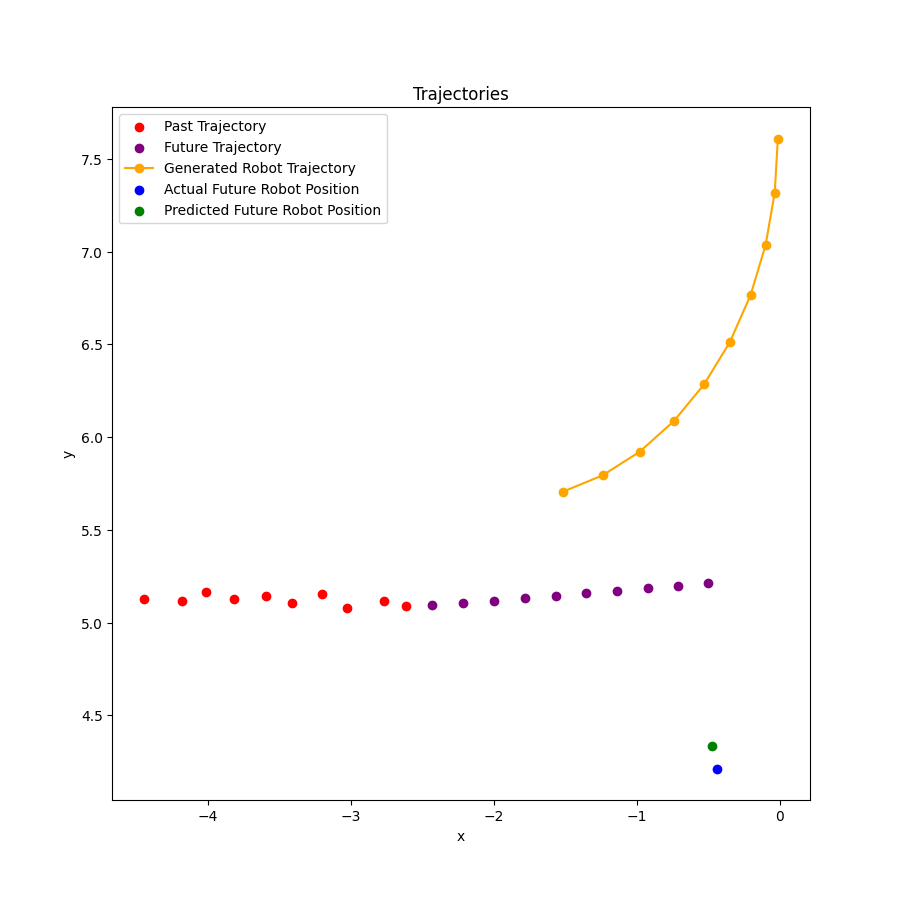 Trajectories
Past Trajectory
Future Trajectory
Generated Robot Trajectory
Actual Future Robot Position
Predicted Future Robot Position
7.5
7.0
6.5
6.0
5.5
5.0
4.5
y
−4 −3 −2 −1 0
x